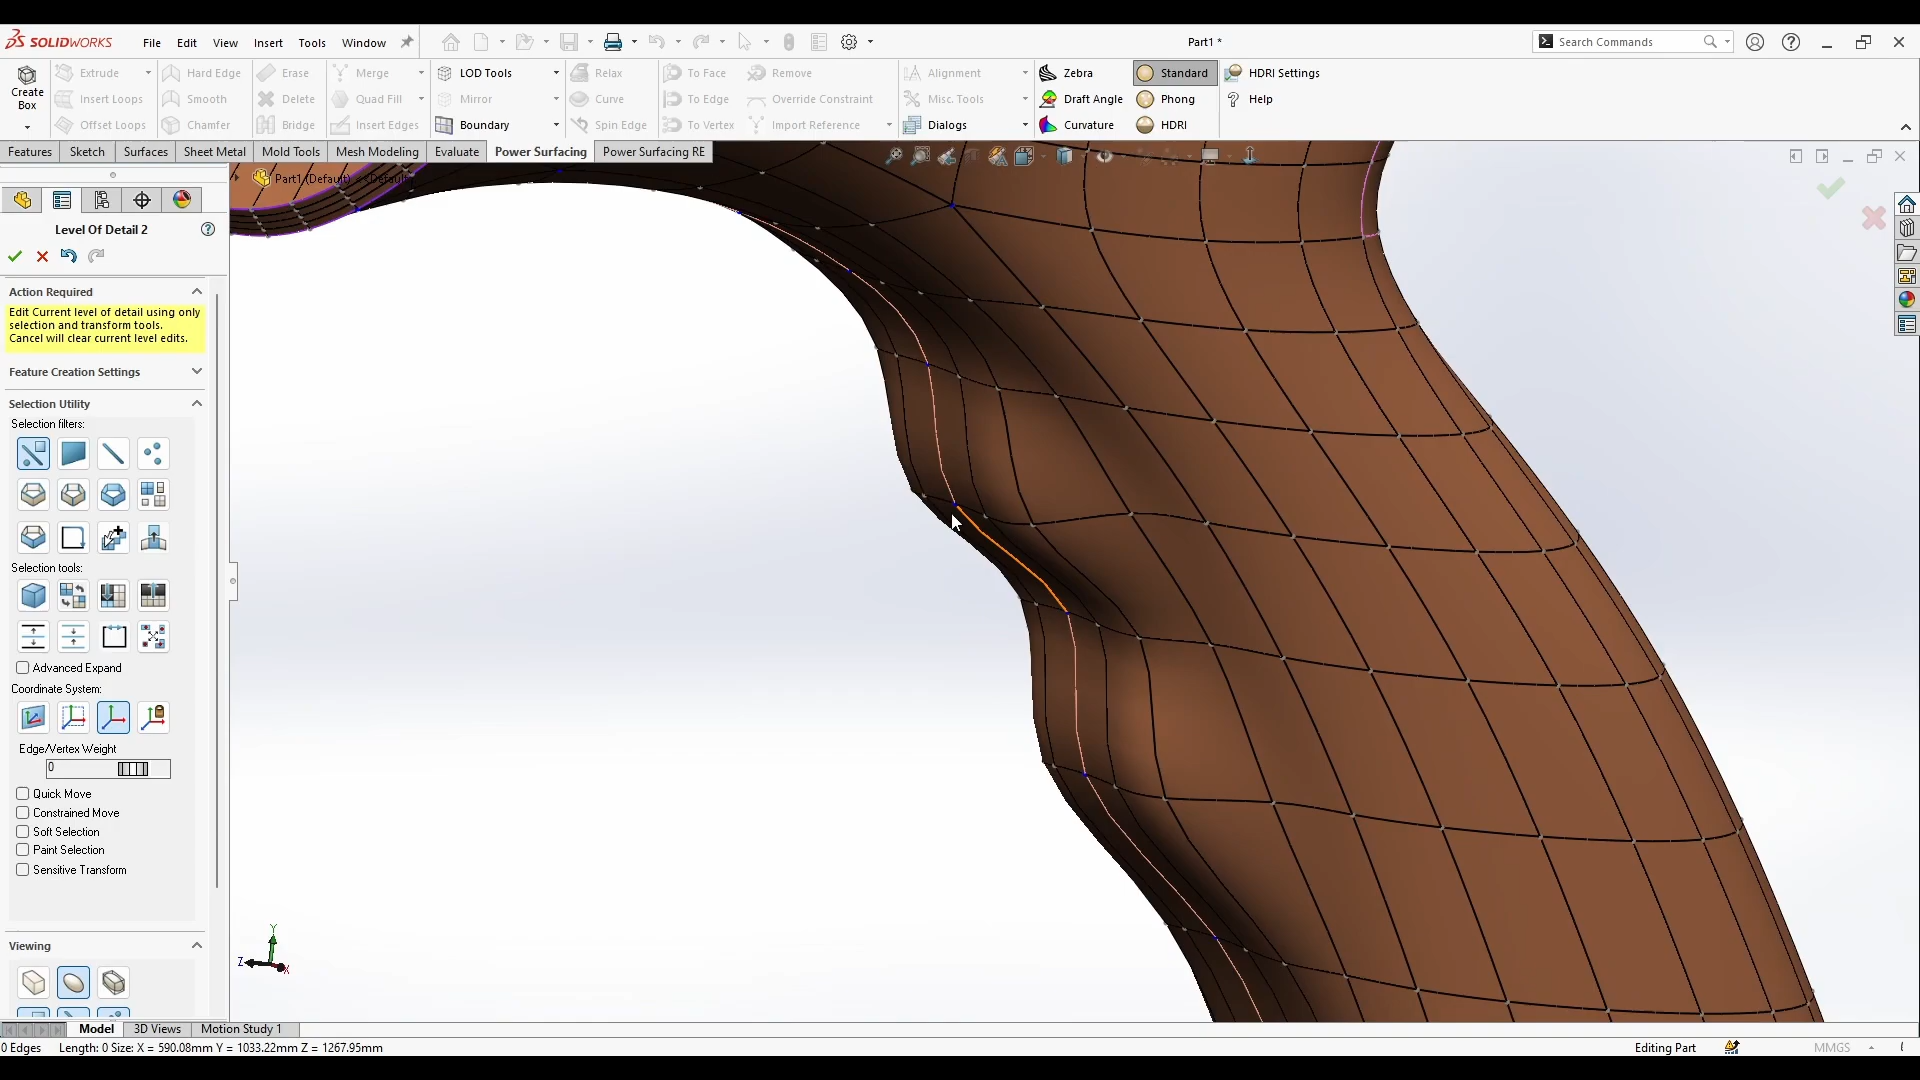 SOLIDWORKS File Edit View Insert Tools Window Part1 * Search Commands
Create Box
Extrude Hard Edge Erase Merge LOD Tools Relax To Face Remove Alignment Zebra Standard HDRI Settings
Insert Loops Smooth Delete Quad Fill Mirror Curve To Edge Override Constraint Misc. Tools Draft Angle Phong Help
Offset Loops Chamfer Bridge Insert Edges Boundary Spin Edge To Vertex Import Reference Dialogs Curvature HDRI
Features Sketch Surfaces Sheet Metal Mold Tools Mesh Modeling Evaluate Power Surfacing Power Surfacing RE
Part1 (Default) <<Default>
Level Of Detail 2
Action Required
Edit Current level of detail using only
selection and transform tools.
Cancel will clear current level edits.
Feature Creation Settings
Selection Utility
Selection filters:
Selection tools:
Advanced Expand
Coordinate System:
Edge/Vertex Weight
0
Quick Move
Constrained Move
Soft Selection
Paint Selection
Sensitive Transform
Viewing
Y
Z
X
Model 3D Views Motion Study 1
0 Edges Length: 0 Size: X = 590.08mm Y = 1033.22mm Z = 1267.95mm Editing Part MMGS